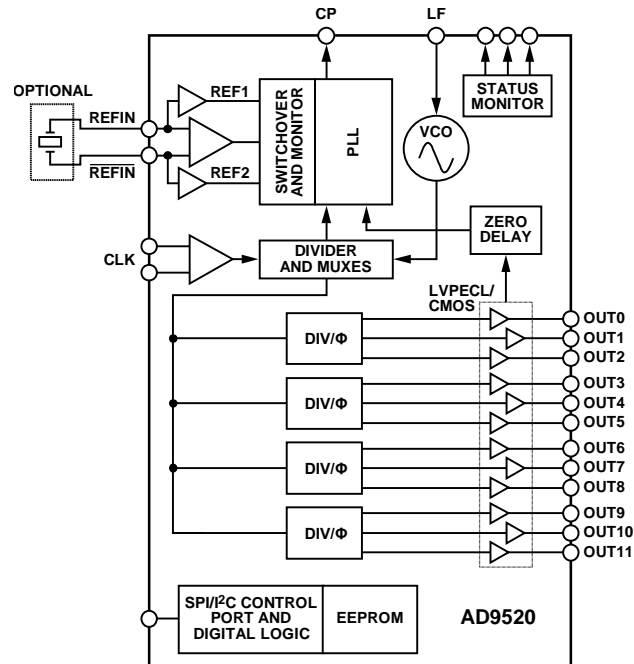 CP
LF
OPTIONAL
REFIN
REFIN
REF1
REF2
SWITCHOVER
AND MONITOR
PLL
VCO
STATUS
MONITOR
ZERO
DELAY
CLK
DIVIDER
AND MUXES
LVPECL/
CMOS
DIV/Φ
OUT0
OUT1
OUT2
DIV/Φ
OUT3
OUT4
OUT5
DIV/Φ
OUT6
OUT7
OUT8
DIV/Φ
OUT9
OUT10
OUT11
SPI/I²C CONTROL
PORT AND
DIGITAL LOGIC
EEPROM
AD9520